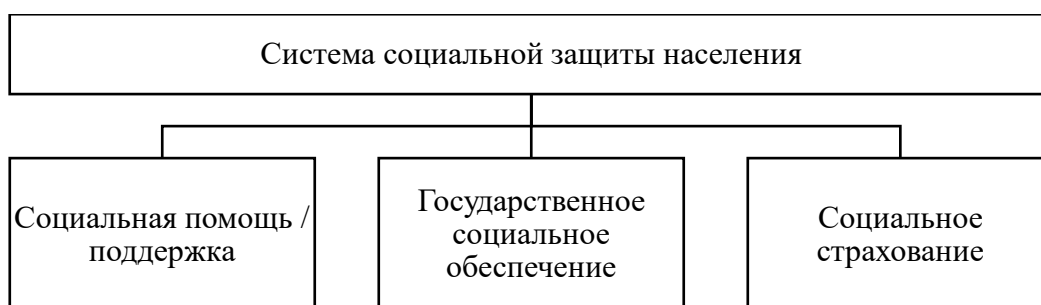 Система социальной защиты населения
Социальная помощь /
поддержка
Государственное
социальное
обеспечение
Социальное
страхование